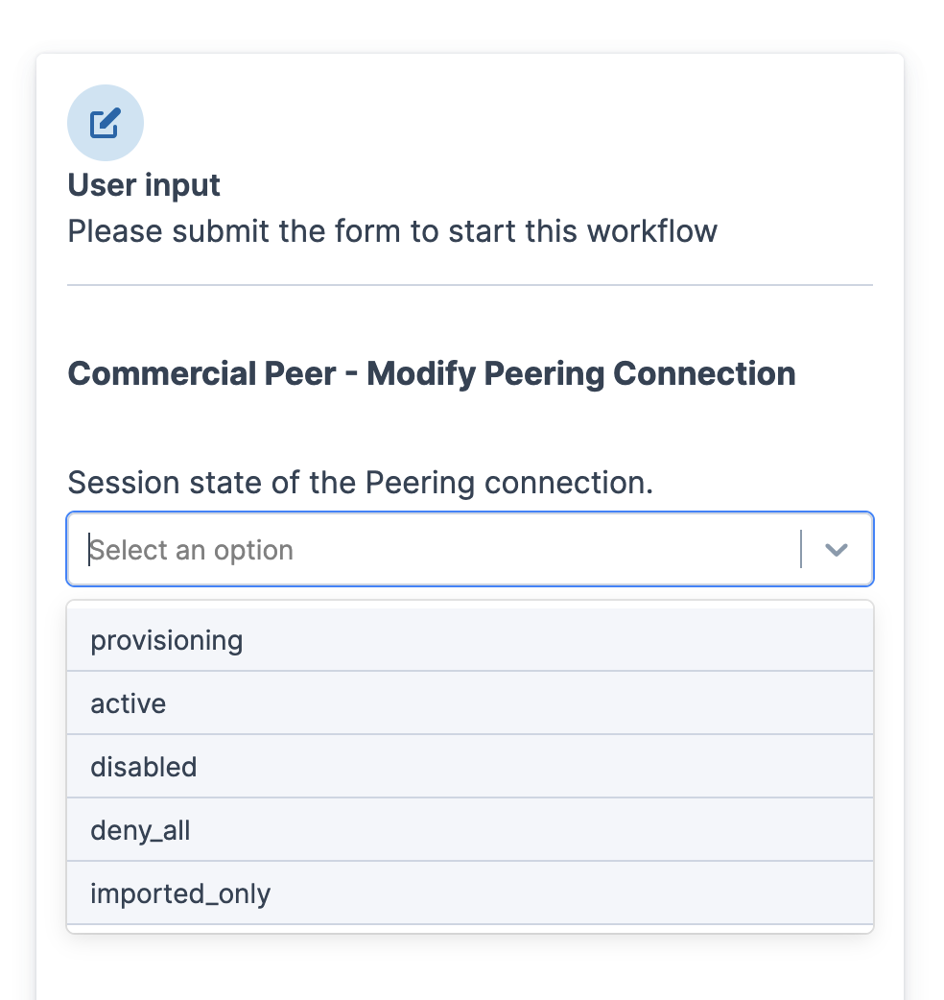 User input
Please submit the form to start this workflow
Commercial Peer - Modify Peering Connection
Session state of the Peering connection.
Select an option
provisioning
active
disabled
deny_all
imported_only